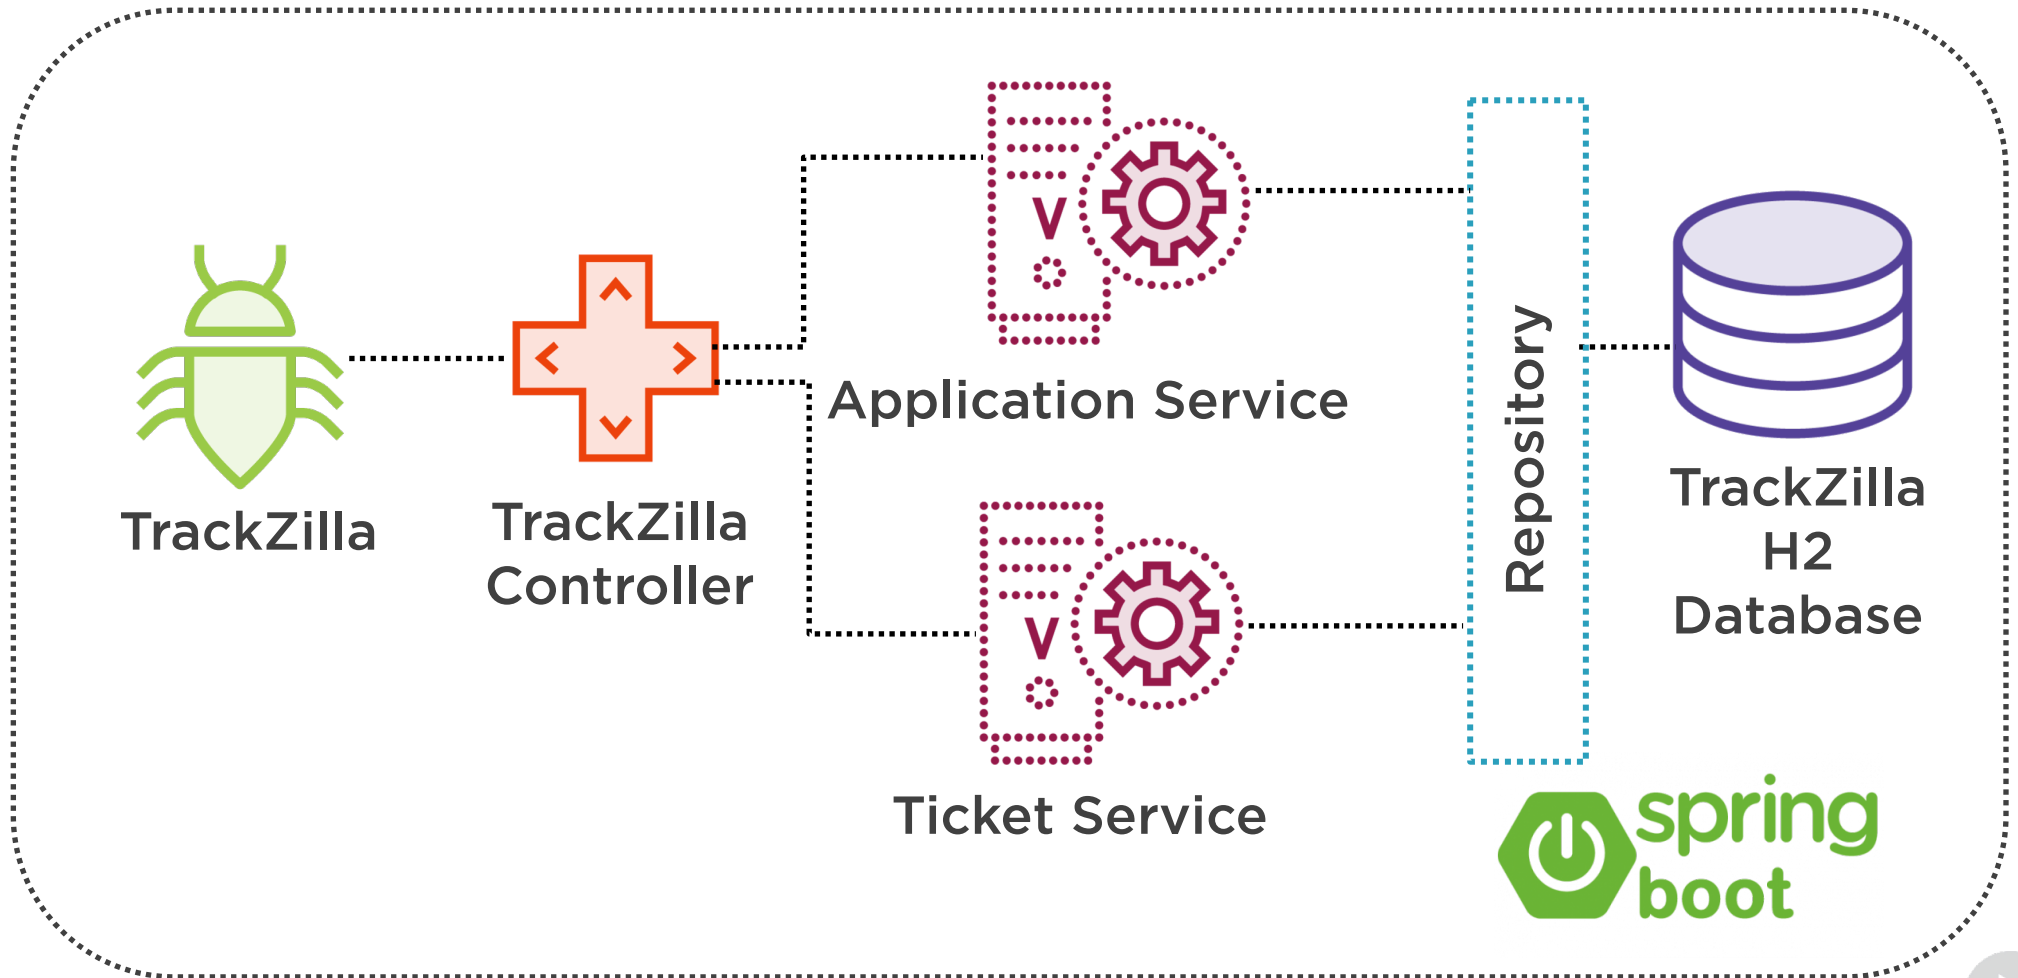 TrackZilla
TrackZilla
Controller
Application Service
Ticket Service
Repository
TrackZilla
H2
Database
spring
boot